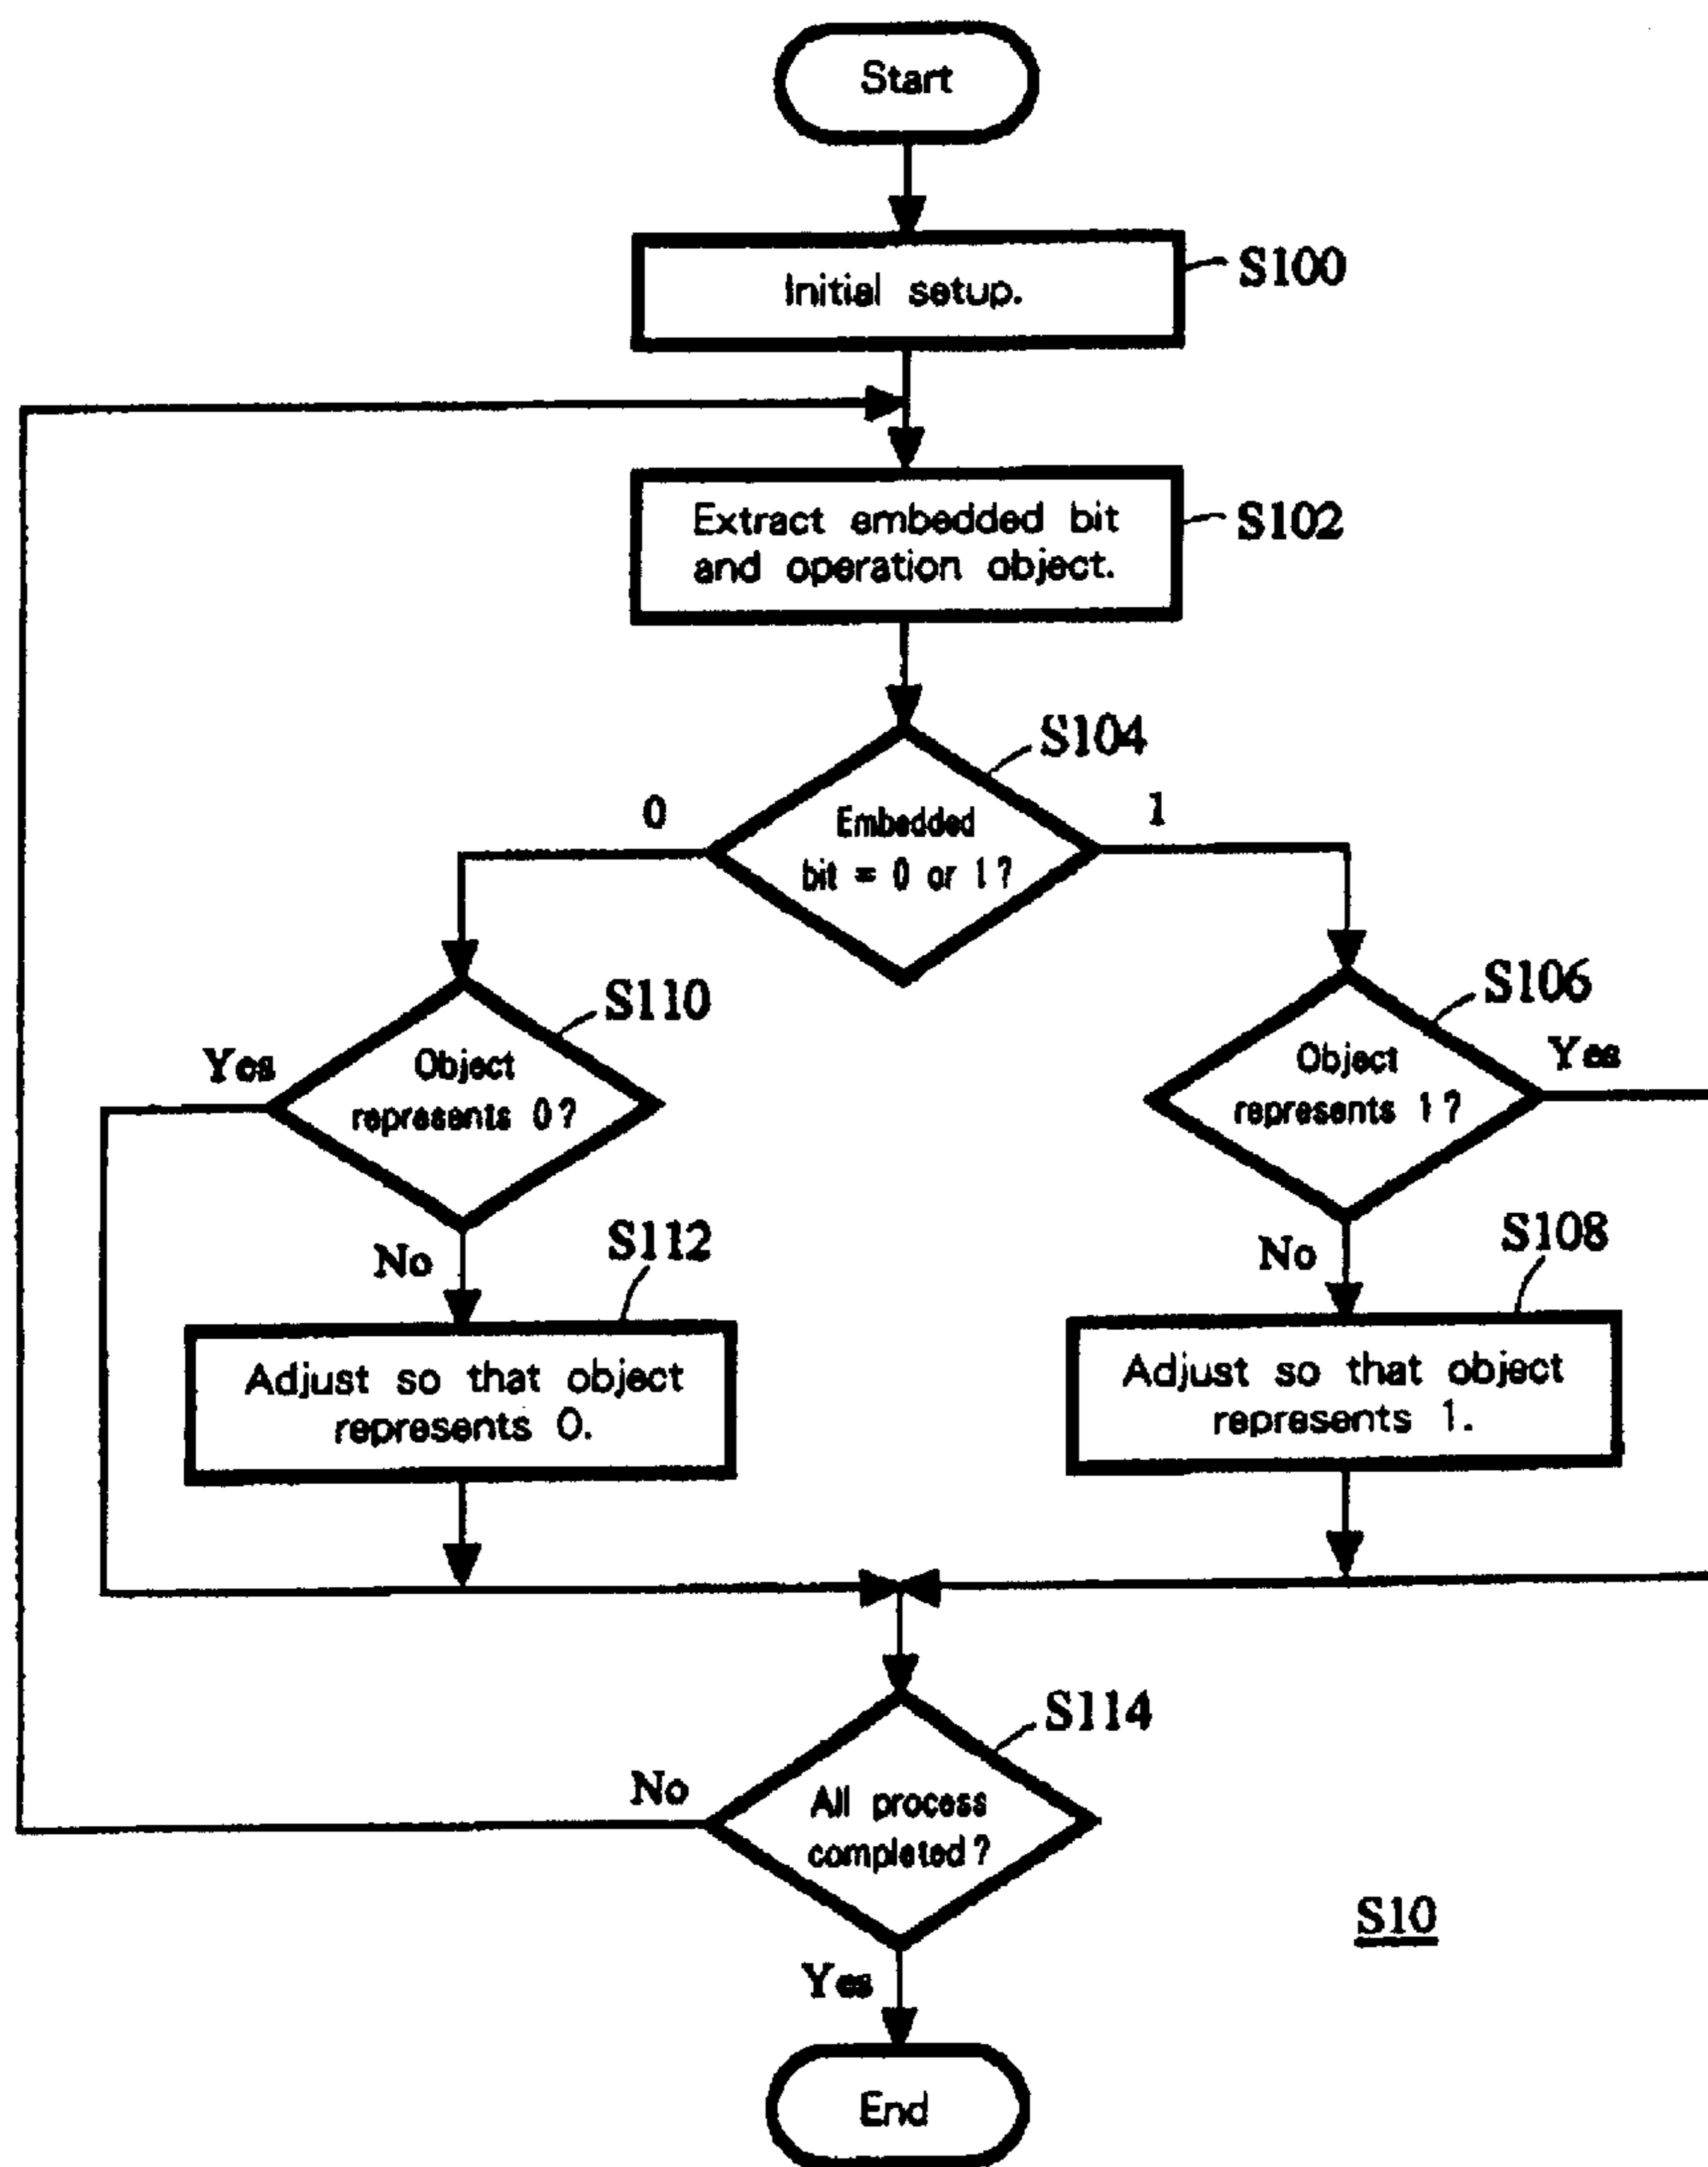 Start
Initial setup.
S100
Extract embedded bit
and operation object.
S102
S104
0
Embedded
bit = 0 or 1?
1
S110
Yes
Object
represents 0?
No
S106
Object
represents 1?
Yes
No
S112
Adjust so that object
represents 0.
S108
Adjust so that object
represents 1.
S114
No
All process
completed?
Yes
S10
End